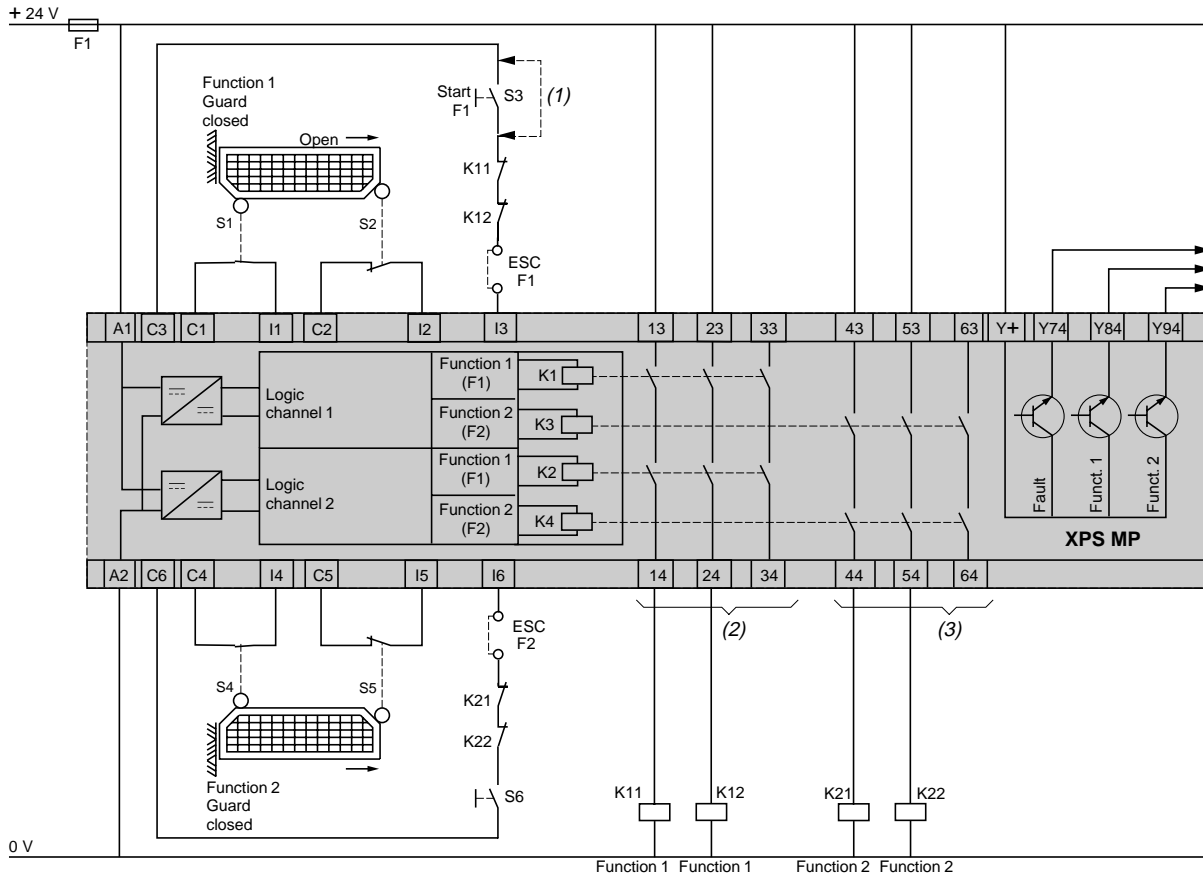 + 24 V
F1
Function 1
Guard
closed
Open
S1
S2
Start
F1
S3
(1)
K11
K12
ESC
F1
A1 C3 C1 I1 C2 I2 I3 13 23 33 43 53 63 Y+ Y74 Y84 Y94
Logic
channel 1
Function 1
(F1)
K1
Function 2
(F2)
K3
Logic
channel 2
Function 1
(F1)
K2
Function 2
(F2)
K4
Fault
Funct. 1
Funct. 2
XPS MP
A2 C6 C4 I4 C5 I5 I6 14 24 34 44 54 64
(2)
(3)
ESC
F2
S4
S5
K21
K22
S6
Function 2
Guard
closed
K11
K12
K21
K22
0 V
Function 1 Function 1 Function 2 Function 2